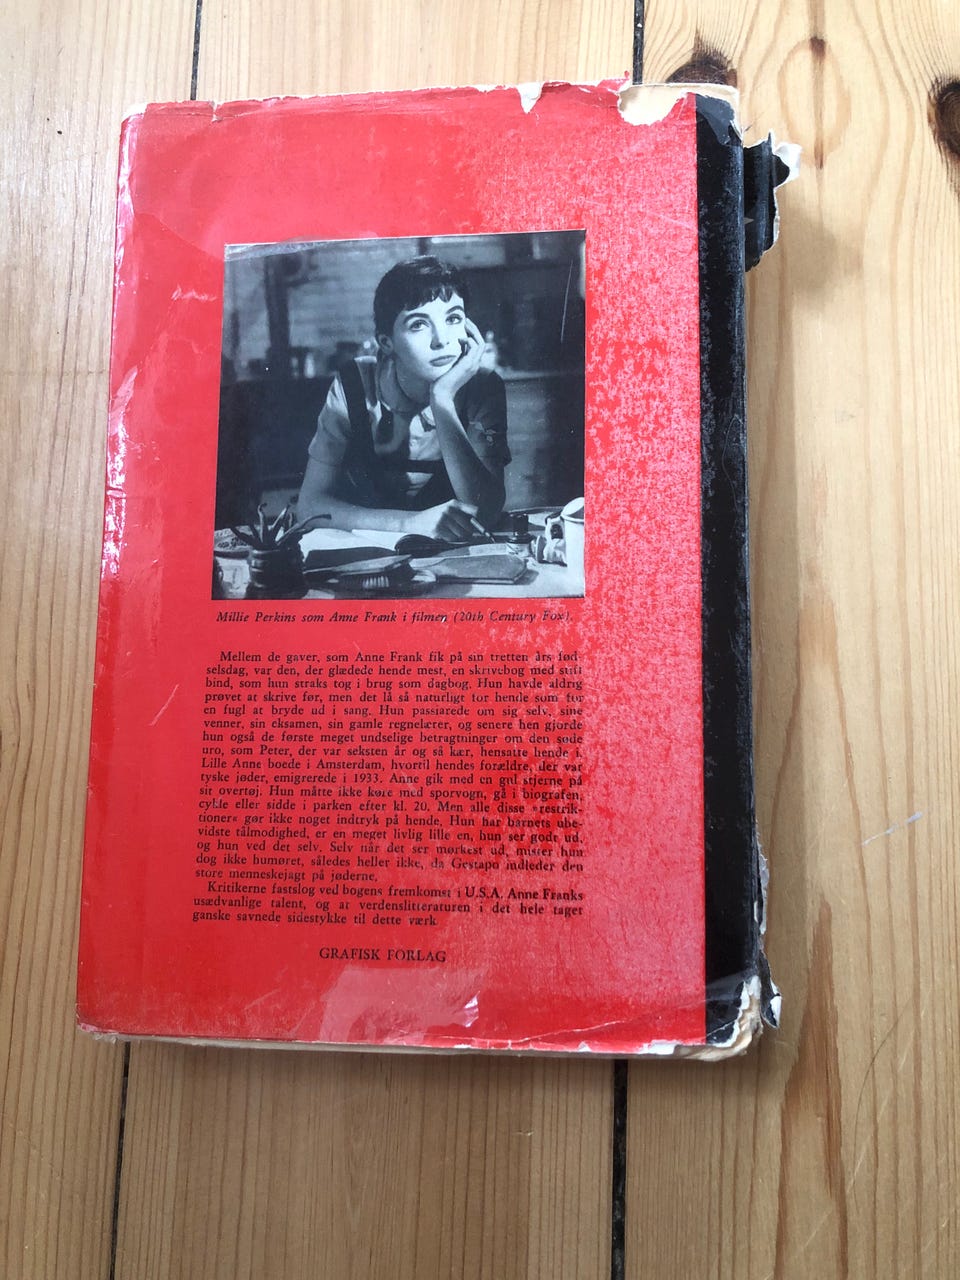 Millie Perkins som Anne Frank i filmen (20th Century Fox).
Mellem de gaver, som Anne Frank fik på sin tretten års fød-
selsdag, var den, der glædede hende mest, en skrivebog med stift
bind, som hun straks tog i brug som dagbog. Hun havde aldrig
prøvet at skrive før, men det lå så naturligt for hende som for
en fugl at bryde ud i sang. Hun passiarede om sig selv, sine
venner, sin eksamen, sin gamle regnelærer, og senere hen gjorde
hun også de første meget undselige betragtninger om den søde
uro, som Peter, der var seksten år og så kær, hensatte hende i.
Lille Anne boede i Amsterdam, hvortil hendes forældre, der var
tyske jøder, emigrerede i 1933. Anne gik med en gul stjerne på
sit overtøj. Hun måtte ikke køre med sporvogn, gå i biografen,
cykle eller sidde i parken efter kl. 20. Men alle disse »restrik-
tioner« gør ikke noget indtryk på hende. Hun har barnets ube-
vidste tålmodighed, er en meget livlig lille en, hun ser godt ud,
og hun ved det selv. Selv når det ser mørkest ud, mister hun
dog ikke humøret, således heller ikke, da Gestapo indleder den
store menneskejagt på jøderne.
Kritikerne fastslog ved bogens fremkomst i U.S.A. Anne Franks
usædvanlige talent, og at verdenslitteraturen i det hele taget
ganske savnede sidestykke til dette værk
GRAFISK FORLAG